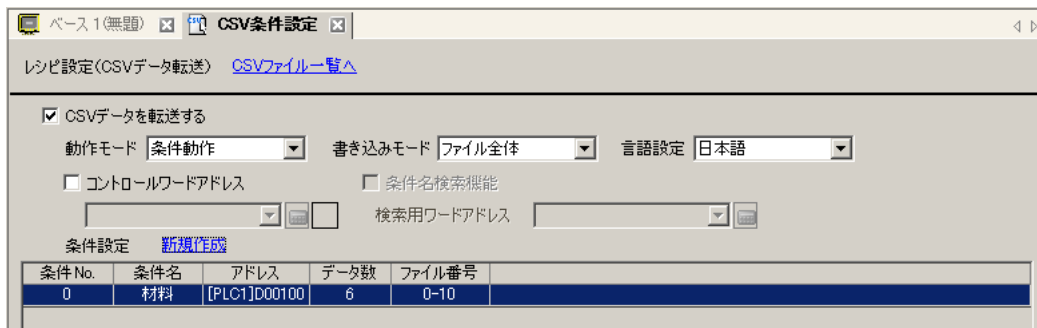 ベース 1(無題) CSV条件設定
レシピ設定(CSVデータ転送) CSVファイル一覧へ
CSVデータを転送する
動作モード 条件動作 書き込みモード ファイル全体 言語設定 日本語
コントロールワードアドレス 条件名検索機能
検索用ワードアドレス
条件設定 新規作成
条件No. 条件名 アドレス データ数 ファイル番号
0 材料 [PLC1]D00100 6 0-10